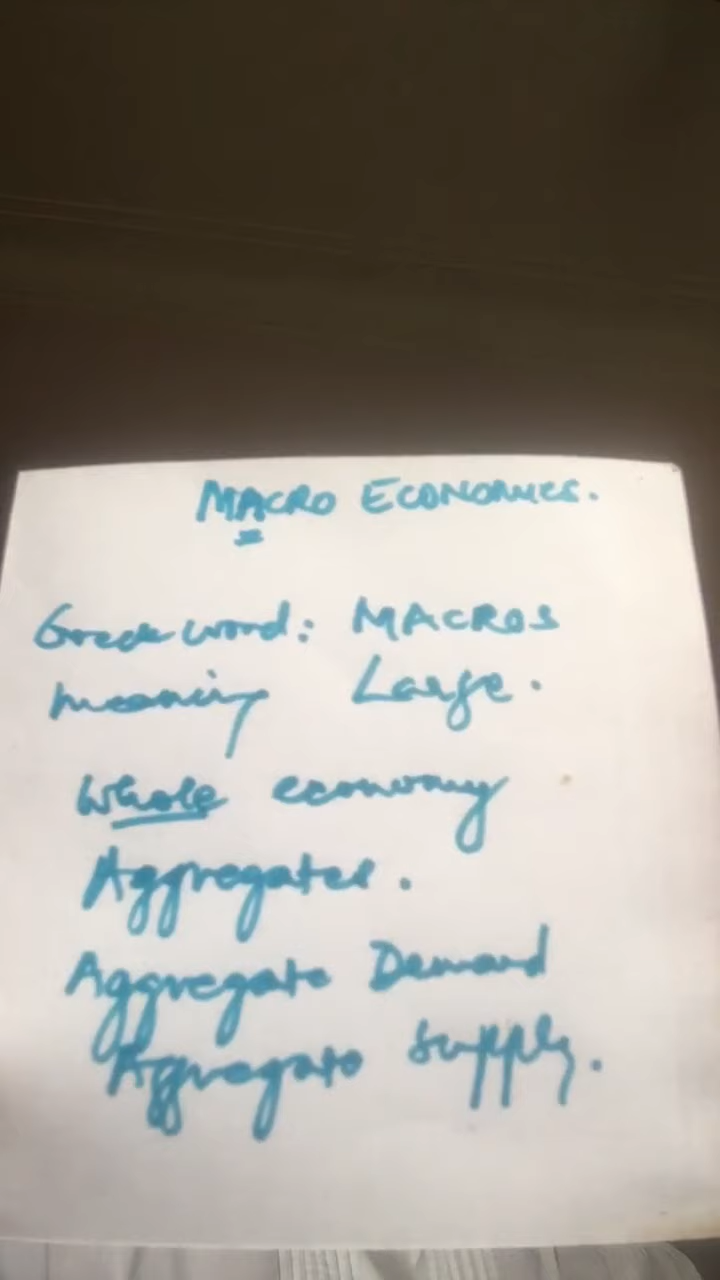 MACRO ECONOMICS.
Greek word: MACROS
meaning Large.
Whole economy
Aggregates.
Aggregate Demand
Aggregate Supply.